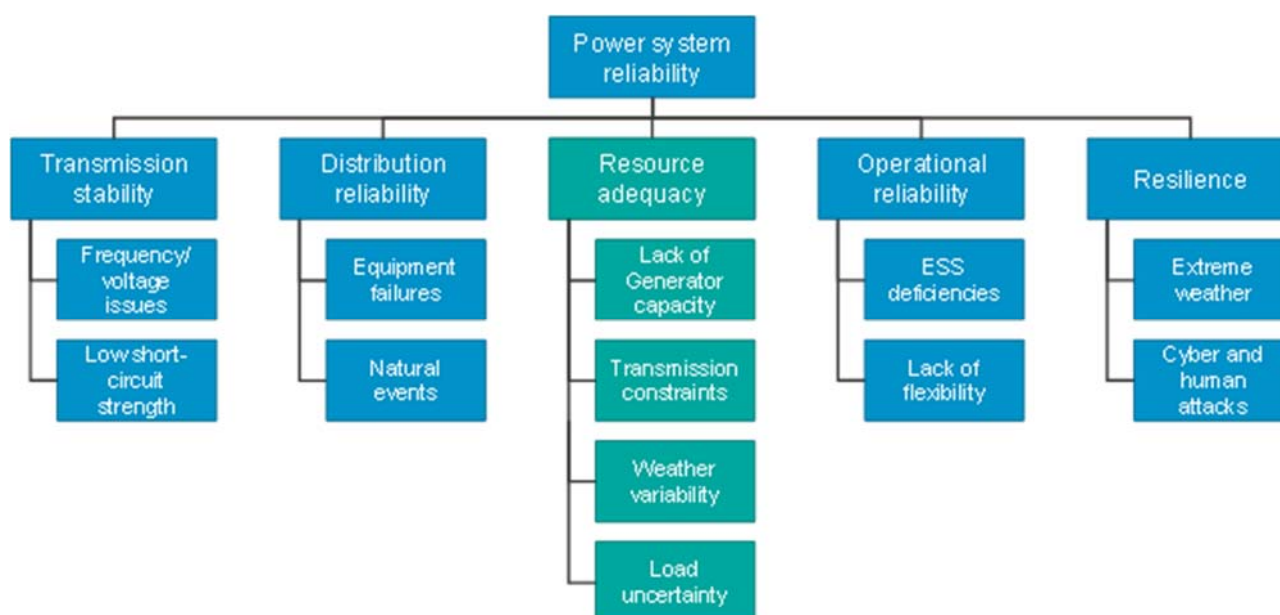 Power system
reliability
Transmission
stability
Distribution
reliability
Resource
adequacy
Operational
reliability
Resilience
Frequency/
voltage
issues
Low short-
circuit
strength
Equipment
failures
Natural
events
Lack of
Generator
capacity
Transmission
constraints
Weather
variability
Load
uncertainty
ESS
deficiencies
Lack of
flexibility
Extreme
weather
Cyber and
human
attacks